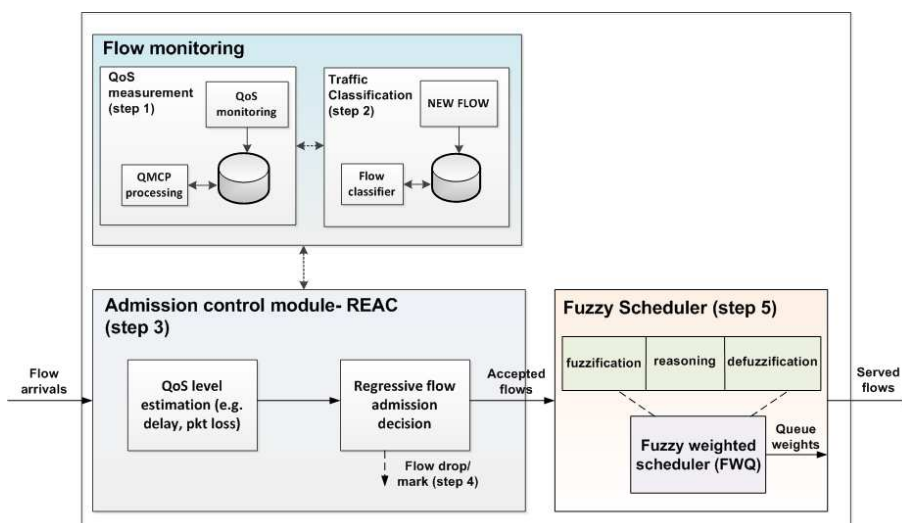 Flow monitoring
QoS
measurement
(step 1)
QoS
monitoring
QMCP
processing
Traffic
Classification
(step 2)
NEW FLOW
Flow
classifier
Admission control module- REAC
(step 3)
Flow
arrivals
QoS level
estimation (e.g.
delay, pkt loss)
Regressive flow
admission
decision
Flow drop/
mark (step 4)
Accepted
flows
Fuzzy Scheduler (step 5)
fuzzification
reasoning
defuzzification
Fuzzy weighted
scheduler (FWQ)
Queue
weights
Served
flows